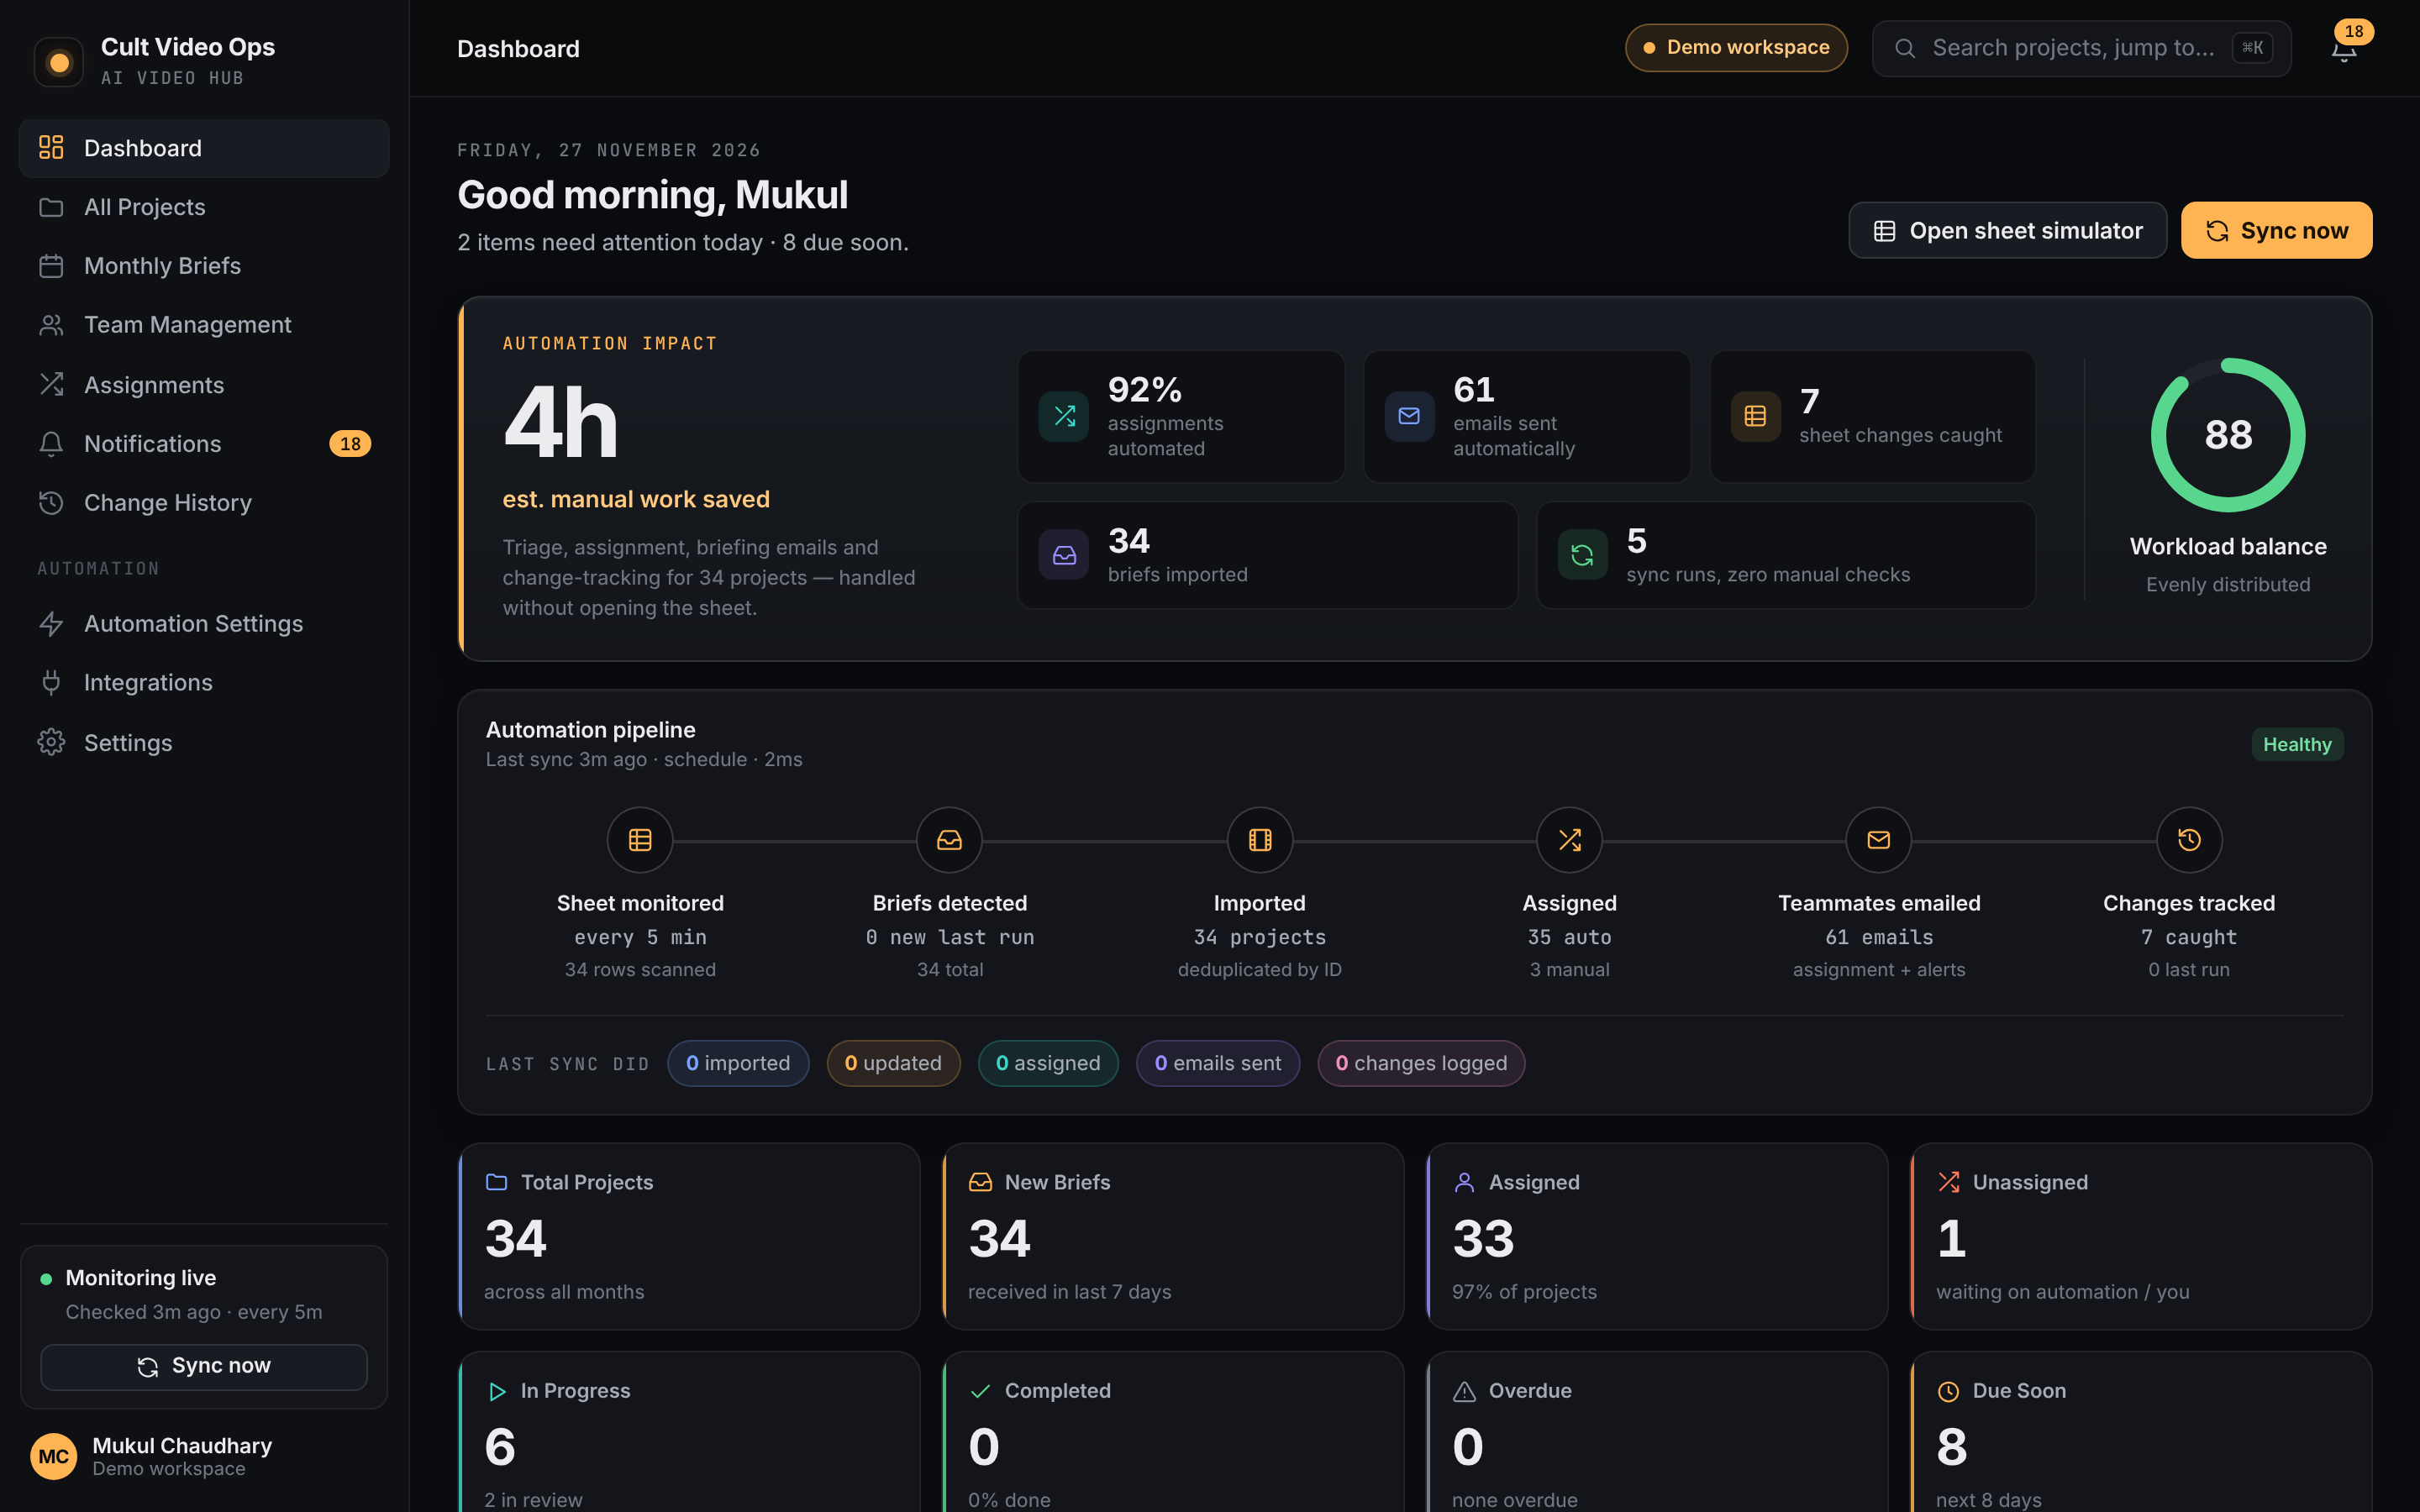 Cult Video Ops
AI VIDEO HUB
Dashboard
All Projects
Monthly Briefs
Team Management
Assignments
Notifications 18
Change History
AUTOMATION
Automation Settings
Integrations
Settings
Monitoring live
Checked 3m ago · every 5m
Sync now
MC
Mukul Chaudhary
Demo workspace
Dashboard
Demo workspace
Search projects, jump to... ⌘K
18
FRIDAY, 27 NOVEMBER 2026
Good morning, Mukul
2 items need attention today · 8 due soon.
Open sheet simulator
Sync now
AUTOMATION IMPACT
4h
est. manual work saved
Triage, assignment, briefing emails and
change-tracking for 34 projects — handled
without opening the sheet.
92%
assignments
automated
61
emails sent
automatically
7
sheet changes caught
34
briefs imported
5
sync runs, zero manual checks
88
Workload balance
Evenly distributed
Automation pipeline
Last sync 3m ago · schedule · 2ms
Healthy
Sheet monitored
every 5 min
34 rows scanned
Briefs detected
0 new last run
34 total
Imported
34 projects
deduplicated by ID
Assigned
35 auto
3 manual
Teammates emailed
61 emails
assignment + alerts
Changes tracked
7 caught
0 last run
LAST SYNC DID 0 imported 0 updated 0 assigned 0 emails sent 0 changes logged
Total Projects
34
across all months
New Briefs
34
received in last 7 days
Assigned
33
97% of projects
Unassigned
1
waiting on automation / you
In Progress
6
2 in review
Completed
0
0% done
Overdue
0
none overdue
Due Soon
8
next 8 days